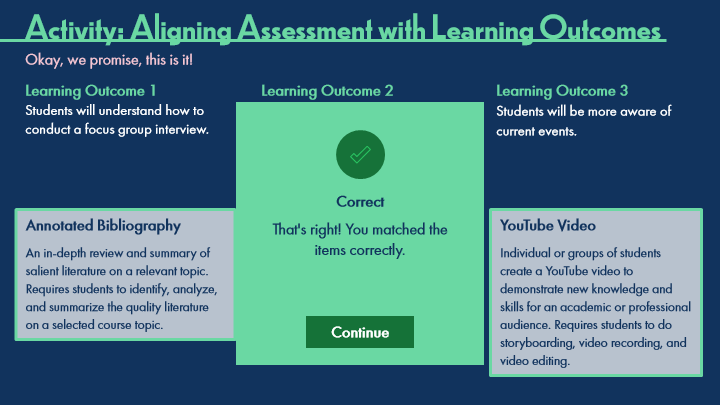 Activity: Aligning Assessment with Learning Outcomes
Okay, we promise, this is it!
Learning Outcome 1
Students will understand how to
conduct a focus group interview.
Learning Outcome 2
Learning Outcome 3
Students will be more aware of
current events.
Annotated Bibliography
An in-depth review and summary of
salient literature on a relevant topic.
Requires students to identify, analyze,
and summarize the quality literature
on a selected course topic.
Correct
That's right! You matched the
items correctly.
Continue
YouTube Video
Individual or groups of students
create a YouTube video to
demonstrate new knowledge and
skills for an academic or professional
audience. Requires students to do
storyboarding, video recording, and
video editing.